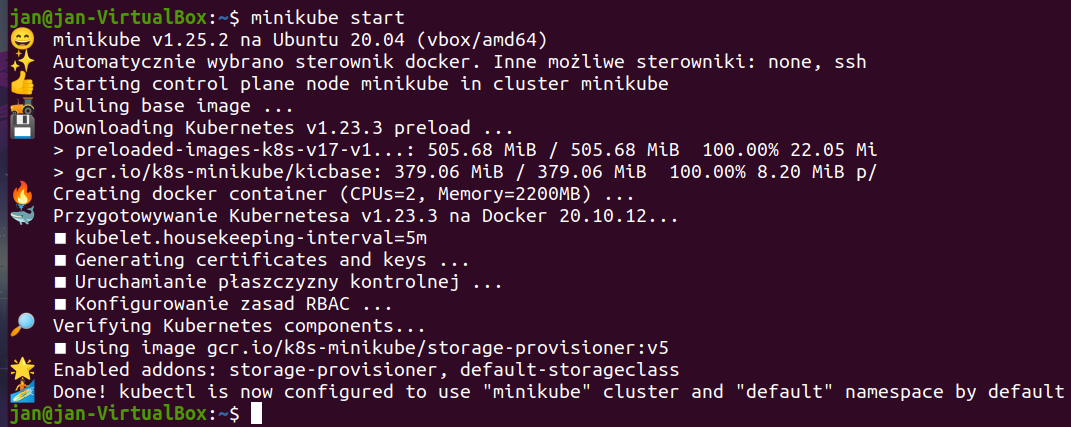 jan@jan-VirtualBox:~$ minikube start
😄 minikube v1.25.2 na Ubuntu 20.04 (vbox/amd64)
✨ Automatycznie wybrano sterownik docker. Inne możliwe sterowniki: none, ssh
👍 Starting control plane node minikube in cluster minikube
🚜 Pulling base image ...
💾 Downloading Kubernetes v1.23.3 preload ...
> preloaded-images-k8s-v17-v1...: 505.68 MiB / 505.68 MiB 100.00% 22.05 Mi
> gcr.io/k8s-minikube/kicbase: 379.06 MiB / 379.06 MiB 100.00% 8.20 MiB p/
🔥 Creating docker container (CPUs=2, Memory=2200MB) ...
🐳 Przygotowywanie Kubernetesa v1.23.3 na Docker 20.10.12...
▪ kubelet.housekeeping-interval=5m
▪ Generating certificates and keys ...
▪ Uruchamianie płaszczyzny kontrolnej ...
▪ Konfigurowanie zasad RBAC ...
🔎 Verifying Kubernetes components...
▪ Using image gcr.io/k8s-minikube/storage-provisioner:v5
🌟 Enabled addons: storage-provisioner, default-storageclass
🏄 Done! kubectl is now configured to use "minikube" cluster and "default" namespace by default
jan@jan-VirtualBox:~$